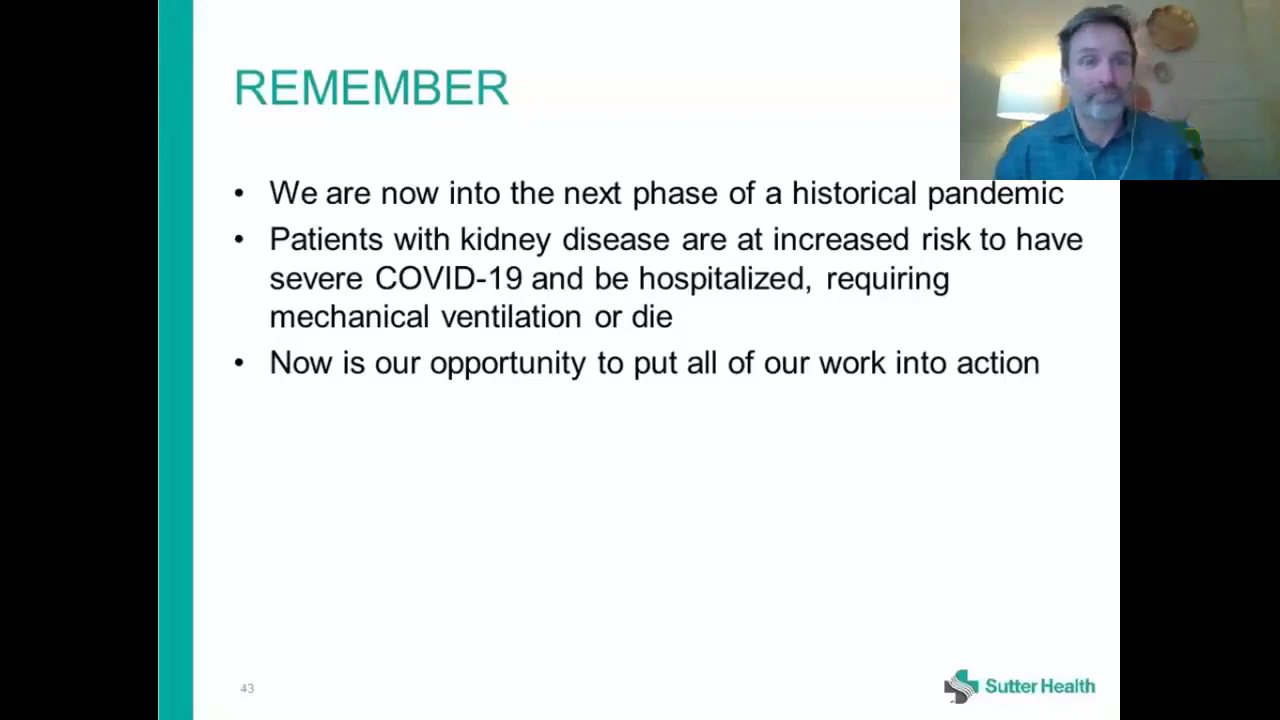 REMEMBER
• We are now into the next phase of a historical pandemic
• Patients with kidney disease are at increased risk to have
severe COVID-19 and be hospitalized, requiring
mechanical ventilation or die
• Now is our opportunity to put all of our work into action
43
Sutter Health